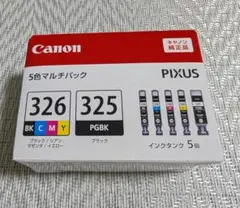 キヤノン
純正品
Canon
5色マルチパック
PIXUS
326
325
BK C M Y
PGBK
ブラック/シアン/
マゼンタ/イエロー
ブラック
インクタンク 5個